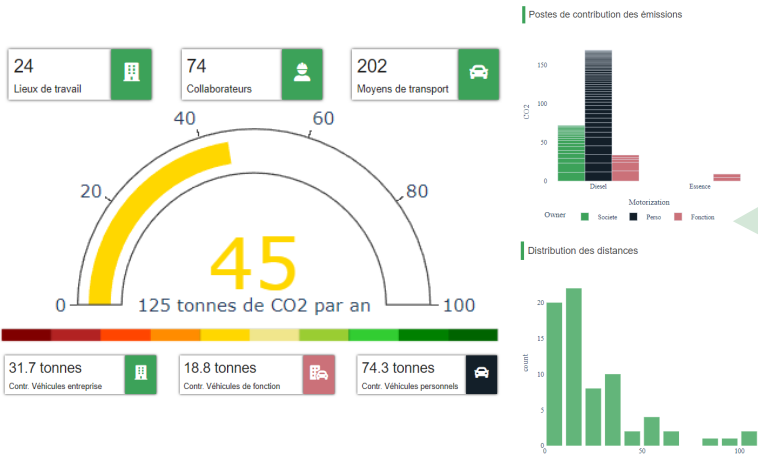 Postes de contribution des émissions
24
Lieux de travail
74
Collaborateurs
202
Moyens de transport
0
20
40
60
80
100
45
125 tonnes de CO2 par an
31.7 tonnes
Contr. Véhicules entreprise
18.8 tonnes
Contr. Véhicules de fonction
74.3 tonnes
Contr. Véhicules personnels
CO2
150
100
50
0
Diesel
Essence
Motorization
Owner
Societe
Perso
Fonction
Distribution des distances
count
20
15
10
5
0
0
50
100